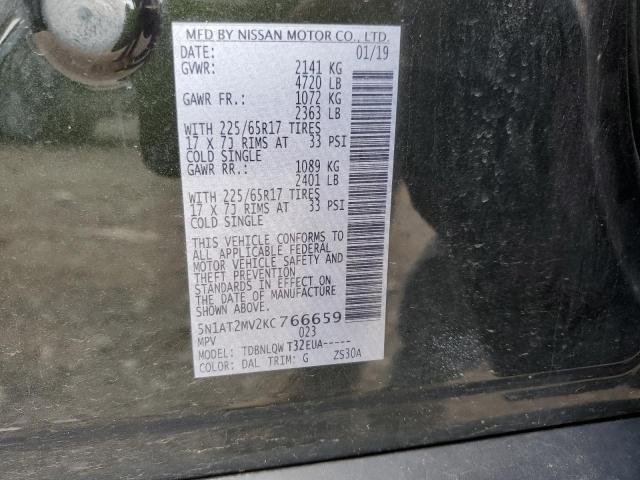 MFD BY NISSAN MOTOR CO., LTD.
DATE: 01/19
GVWR: 2141 KG
4720 LB
GAWR FR.: 1072 KG
2363 LB
WITH 225/65R17 TIRES
17 X 7J RIMS AT 33 PSI
COLD SINGLE
GAWR RR.: 1089 KG
2401 LB
WITH 225/65R17 TIRES
17 X 7J RIMS AT 33 PSI
COLD SINGLE
THIS VEHICLE CONFORMS TO
ALL APPLICABLE FEDERAL
MOTOR VEHICLE SAFETY AND
THEFT PREVENTION
STANDARDS IN EFFECT ON
THE DATE OF MANUFACTURE
SHOWN ABOVE.
5N1AT2MV2KC766659
MPV 023
MODEL: TDBNLQW T32EUA-----
COLOR: DAL TRIM: G ZS30A